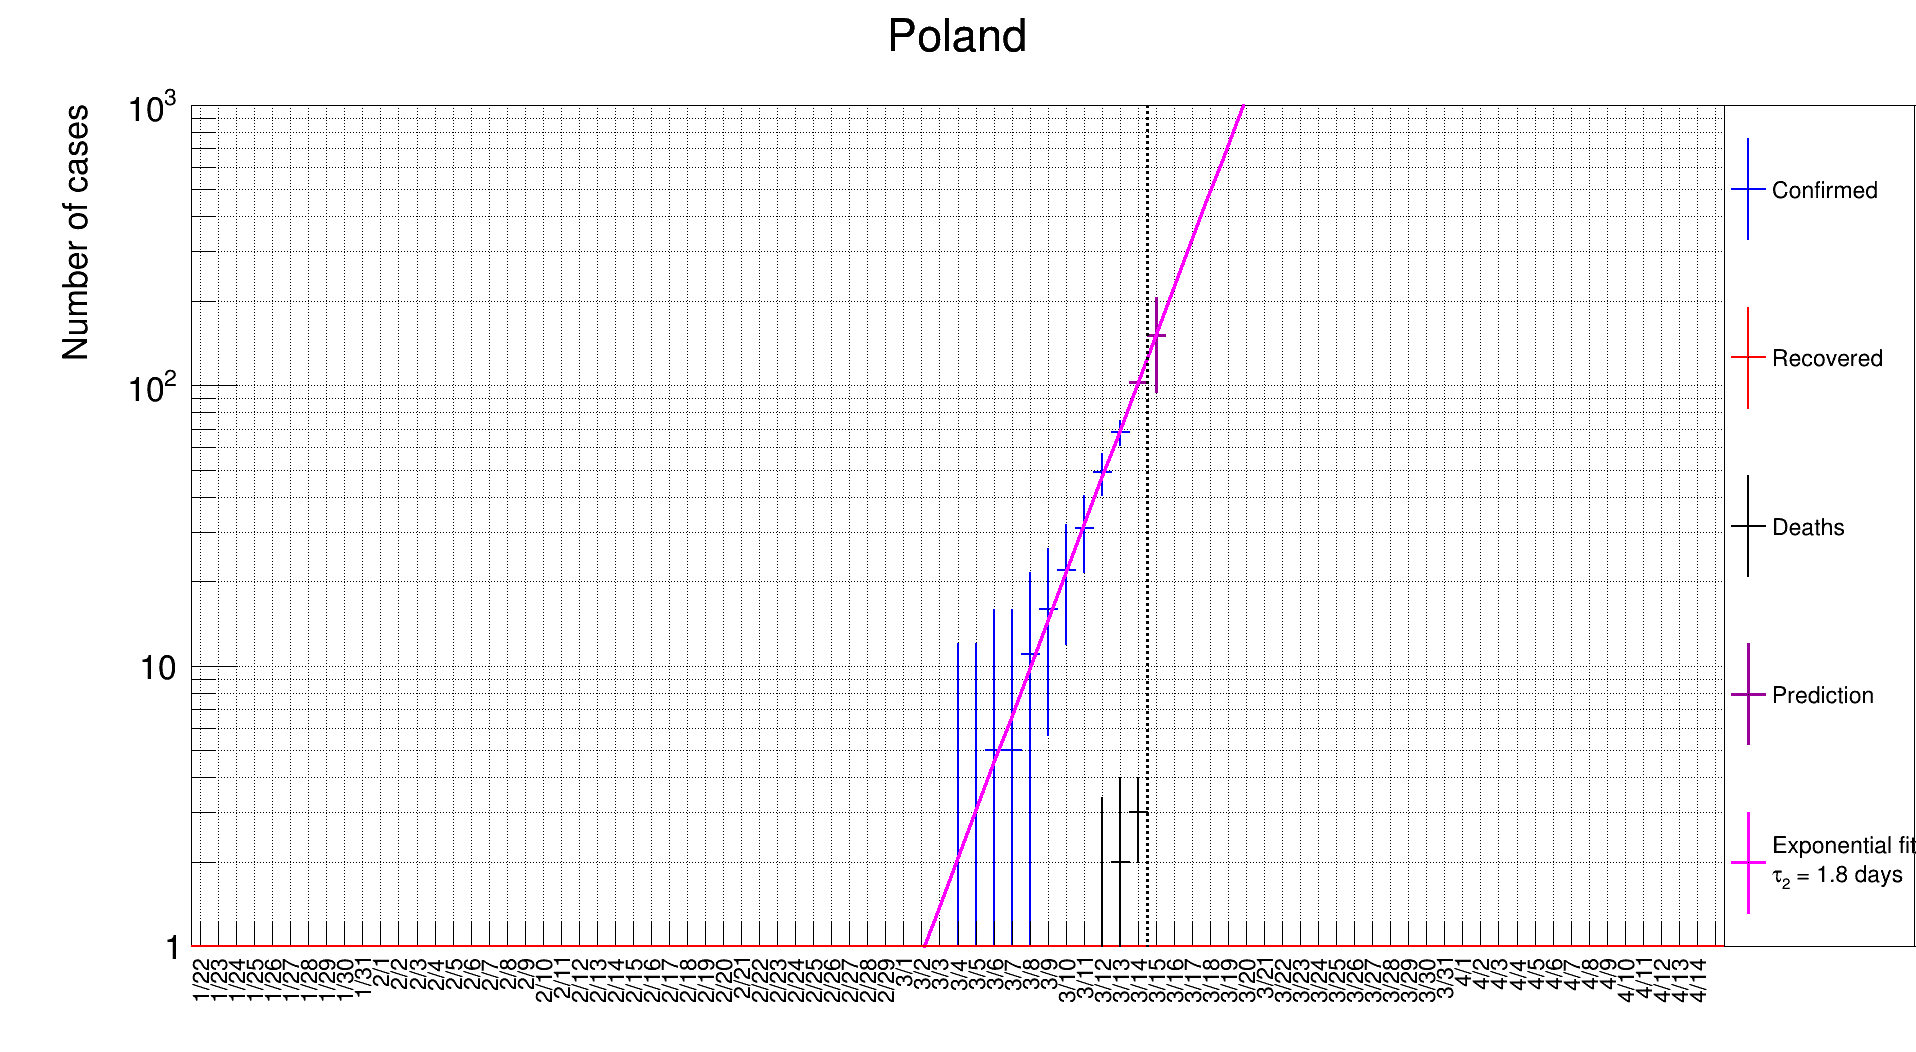 Poland
Number of cases
10³
10²
10
1
1/22 1/23 1/24 1/25 1/26 1/27 1/28 1/29 1/30 1/31 2/1 2/2 2/3 2/4 2/5 2/6 2/7 2/8 2/9 2/10 2/11 2/12 2/13 2/14 2/15 2/16 2/17 2/18 2/19 2/20 2/21 2/22 2/23 2/24 2/25 2/26 2/27 2/28 2/29 3/1 3/2 3/3 3/4 3/5 3/6 3/7 3/8 3/9 3/10 3/11 3/12 3/13 3/14 3/15 3/16 3/17 3/18 3/19 3/20 3/21 3/22 3/23 3/24 3/25 3/26 3/27 3/28 3/29 3/30 3/31 4/1 4/2 4/3 4/4 4/5 4/6 4/7 4/8 4/9 4/10 4/11 4/12 4/13 4/14
Confirmed
Recovered
Deaths
Prediction
Exponential fit
τ₂ = 1.8 days